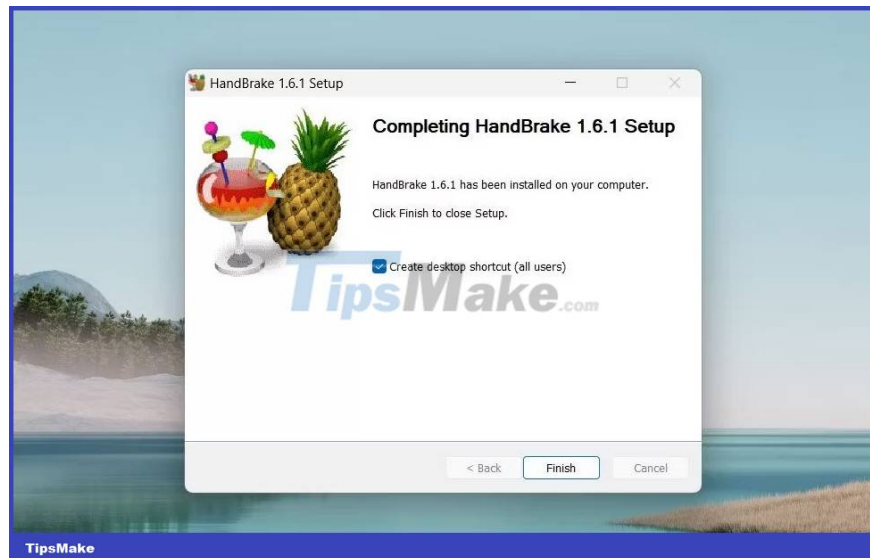 HandBrake 1.6.1 Setup
Completing HandBrake 1.6.1 Setup
HandBrake 1.6.1 has been installed on your computer.
Click Finish to close Setup.
Create desktop shortcut (all users)
TipsMake.com
< Back Finish Cancel
TipsMake